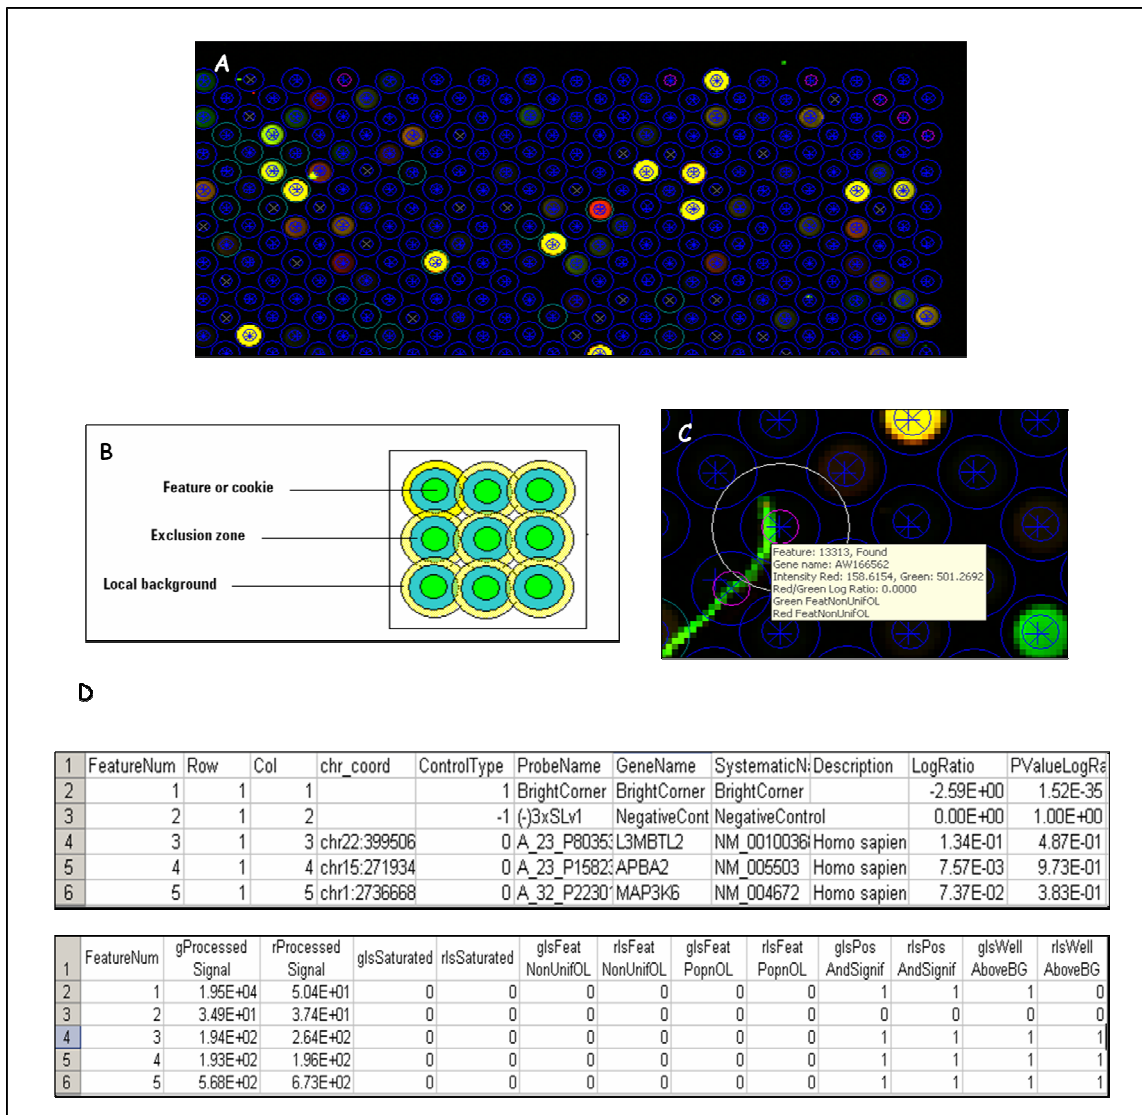 A
B
Feature or cookie
Exclusion zone
Local background
C
Feature: 13313, Found
Gene name: AW166562
Intensity Red: 158.6154, Green: 501.2692
Red/Green Log Ratio: 0.0000
Green FeatNonUnifOL
Red FeatNonUnifOL
D
1 FeatureNum Row Col chr_coord ControlType ProbeName GeneName SystematicN Description LogRatio PValueLogRa
2 1 1 1 1 BrightCorner BrightCorner BrightCorner -2.59E+00 1.52E-35
3 2 1 2 -1 (-)3xSLv1 NegativeCont NegativeControl 0.00E+00 1.00E+00
4 3 1 3 chr22:399506 0 A_23_P80353 L3MBTL2 NM_00100368 Homo sapien 1.34E-01 4.87E-01
5 4 1 4 chr15:271934 0 A_23_P15823 APBA2 NM_005503 Homo sapien 7.57E-03 9.73E-01
6 5 1 5 chr1:2736668 0 A_32_P22301 MAP3K6 NM_004672 Homo sapien 7.37E-02 3.83E-01
1 FeatureNum gProcessed Signal rProcessed Signal gIsSaturated rIsSaturated gIsFeat NonUnifOL rIsFeat NonUnifOL gIsFeat PopnOL rIsFeat PopnOL gIsPos AndSignif rIsPos AndSignif gIsWell AboveBG rIsWell AboveBG
2 1 1.95E+04 5.04E+01 0 0 0 0 0 0 1 1 1 0
3 2 3.49E+01 3.74E+01 0 0 0 0 0 0 0 0 0 0
4 3 1.94E+02 2.64E+02 0 0 0 0 0 0 1 1 1 1
5 4 1.93E+02 1.96E+02 0 0 0 0 0 0 1 1 1 1
6 5 5.68E+02 6.73E+02 0 0 0 0 0 0 1 1 1 1